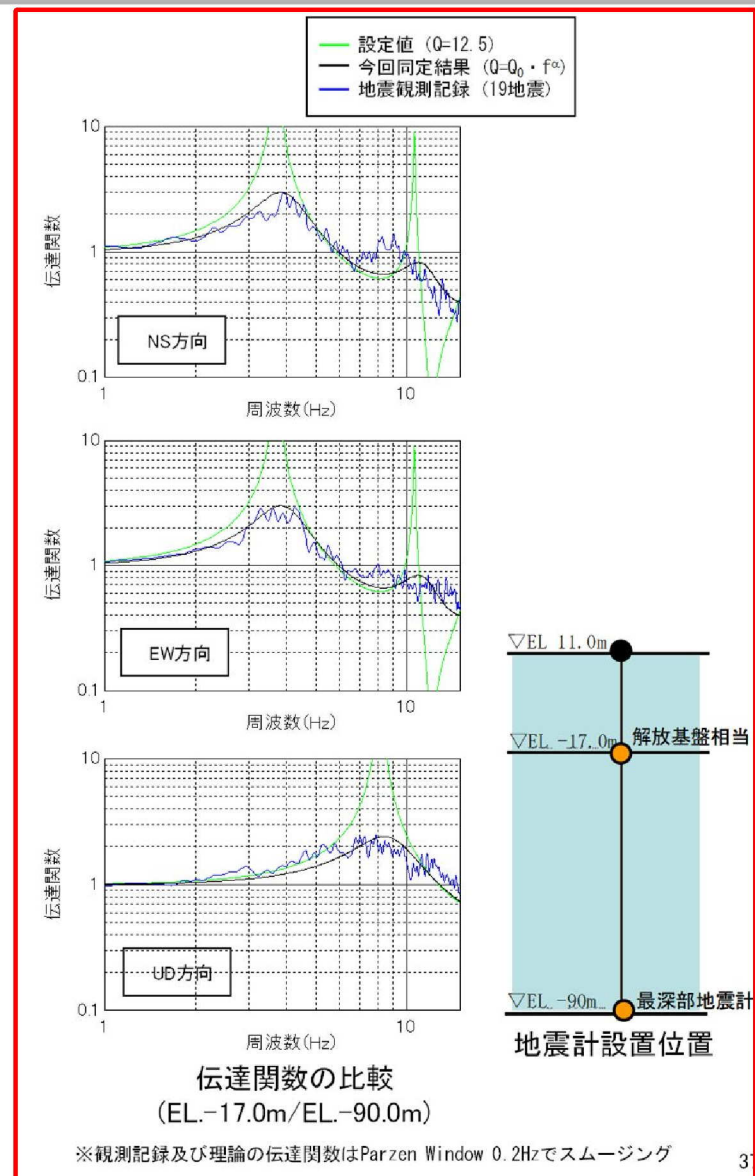 設定値 (Q=12.5)
今回同定結果 (Q=Q₀・f^α)
地震観測記録 (19地震)
10
1
0.1
伝達関数
NS方向
1
10
周波数(Hz)
10
1
0.1
伝達関数
EW方向
1
10
周波数(Hz)
10
1
0.1
伝達関数
UD方向
1
10
周波数(Hz)
伝達関数の比較
(EL.-17.0m/EL.-90.0m)
▽EL 11.0m
▽EL.-17.0m 解放基盤相当
▽EL.-90m 最深部地震計
地震計設置位置
※観測記録及び理論の伝達関数はParzen Window 0.2Hzでスムージング
3